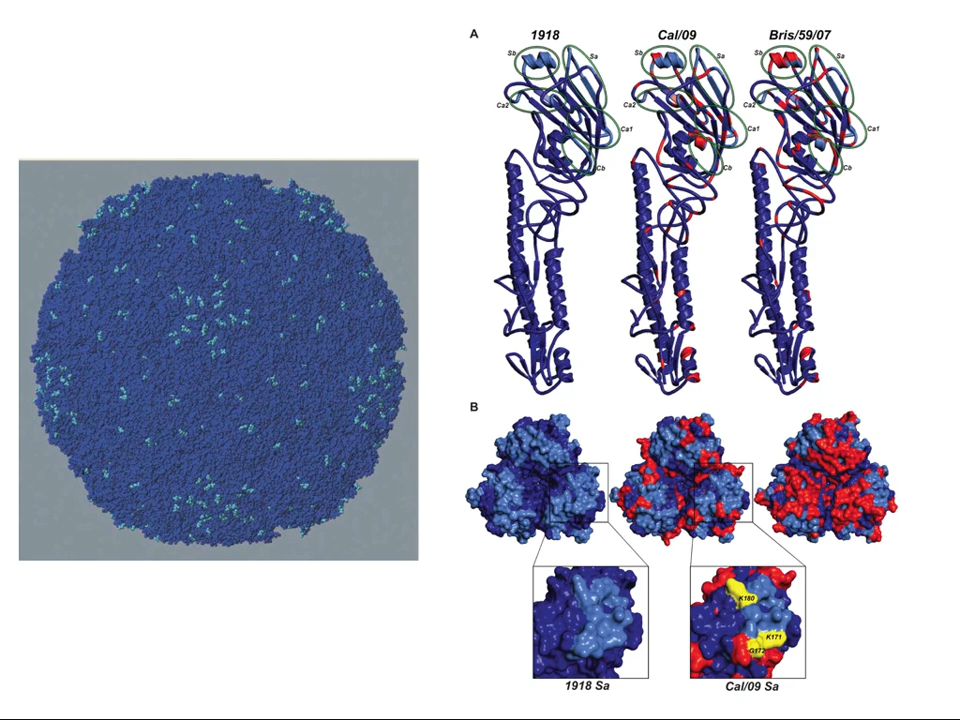 A
1918
Cal/09
Bris/59/07
Sb
Sa
Ca2
Ca1
Cb
Sb
Sa
Ca2
Ca1
Cb
Sb
Sa
Ca2
Ca1
Cb
B
K180
K171
G172
1918 Sa
Cal/09 Sa